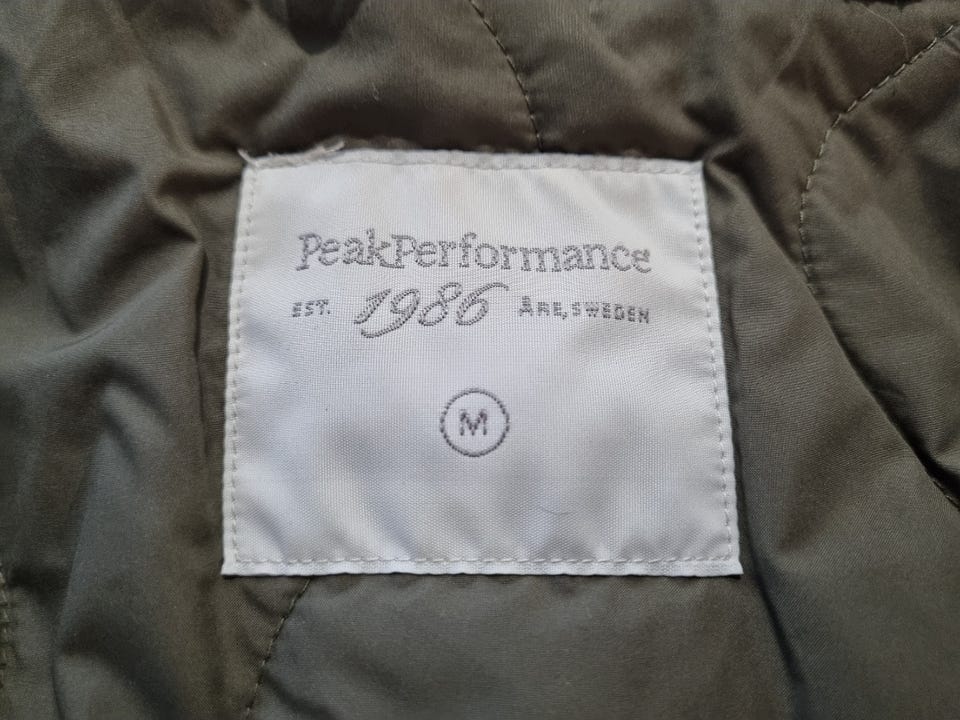 PeakPerformance
EST. 1986 ÅRE, SWEDEN
M